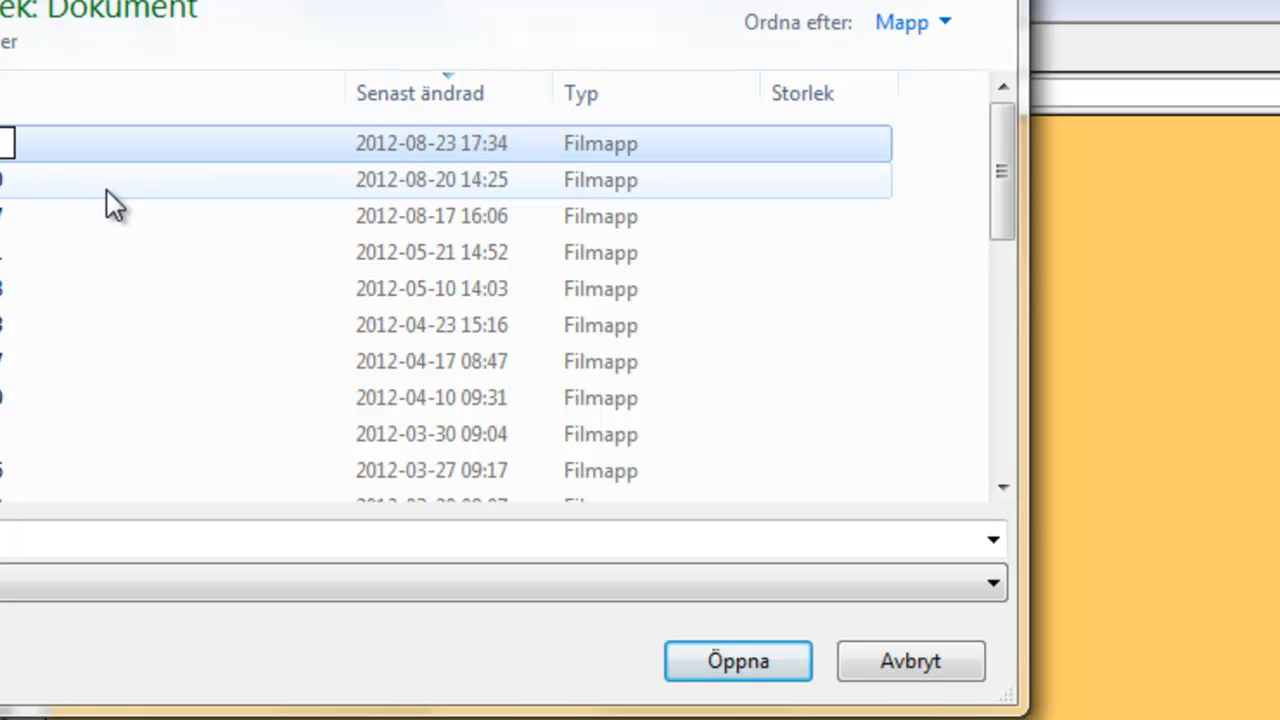 ek: Dokument
er
Ordna efter: Mapp
Senast ändrad Typ Storlek
2012-08-23 17:34 Filmapp
2012-08-20 14:25 Filmapp
2012-08-17 16:06 Filmapp
2012-05-21 14:52 Filmapp
2012-05-10 14:03 Filmapp
2012-04-23 15:16 Filmapp
2012-04-17 08:47 Filmapp
2012-04-10 09:31 Filmapp
2012-03-30 09:04 Filmapp
2012-03-27 09:17 Filmapp
Öppna Avbryt